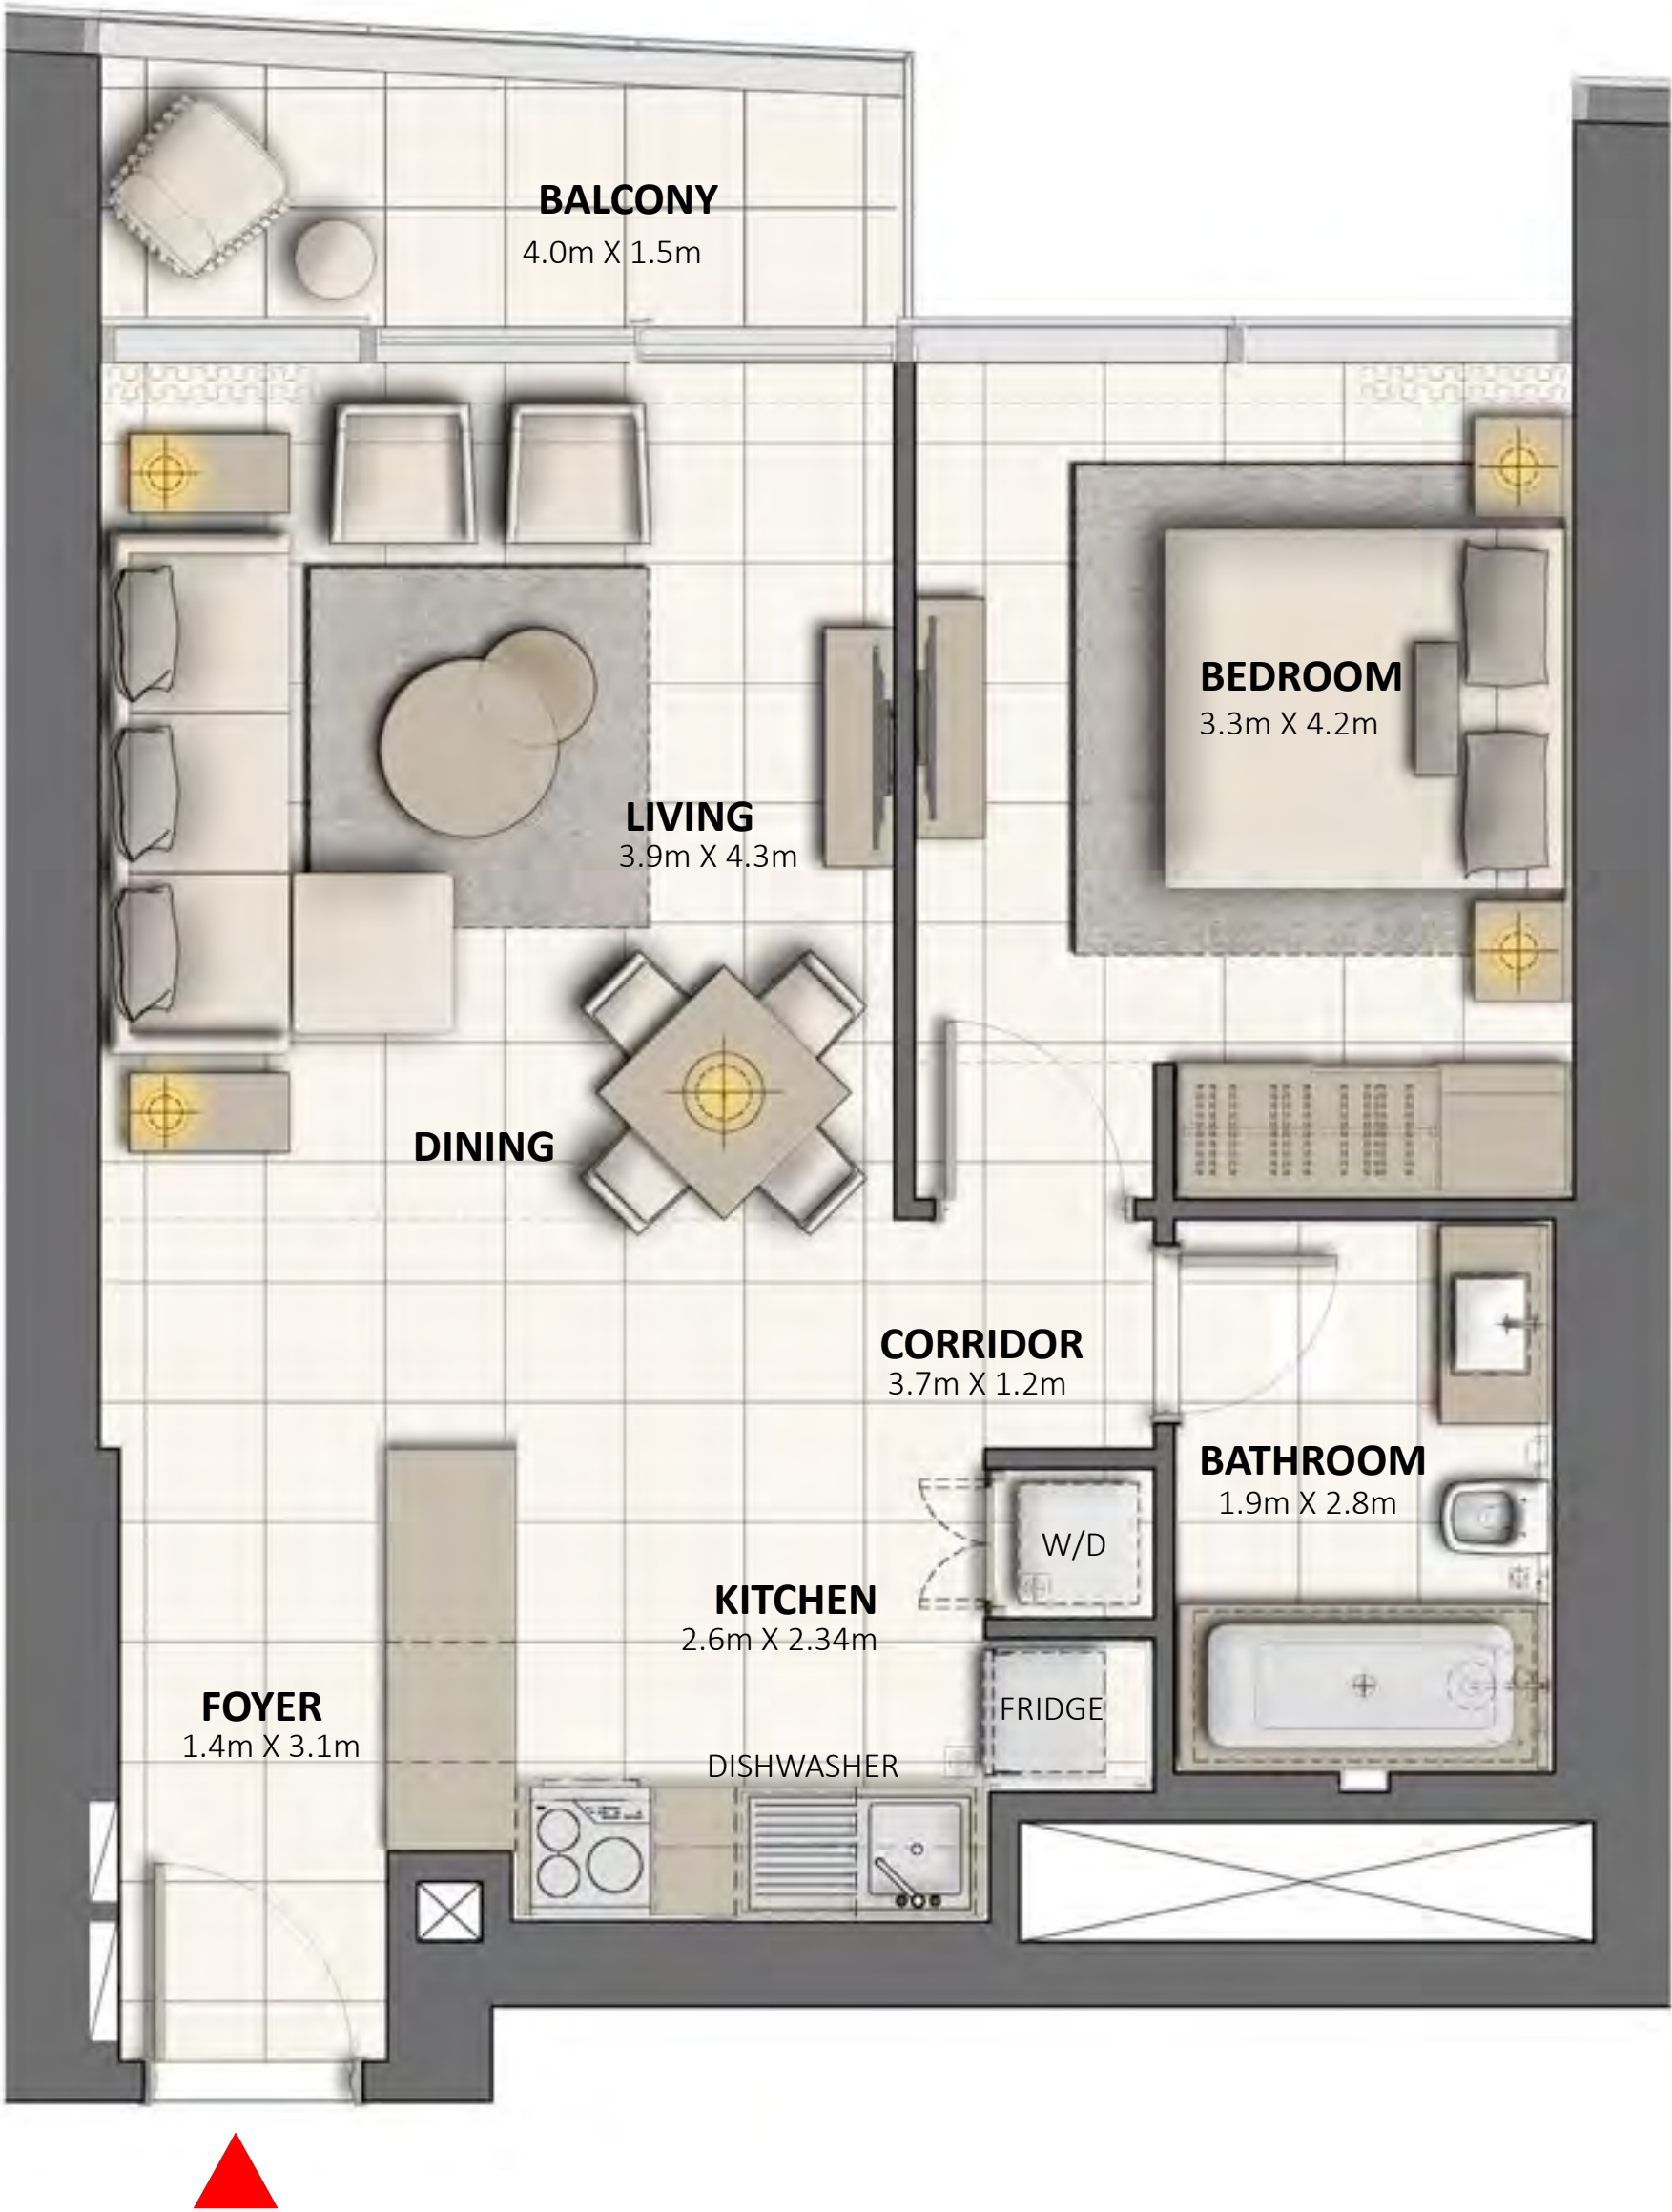 BALCONY
4.0m X 1.5m
BEDROOM
3.3m X 4.2m
LIVING
3.9m X 4.3m
DINING
CORRIDOR
3.7m X 1.2m
BATHROOM
1.9m X 2.8m
W/D
KITCHEN
2.6m X 2.34m
FOYER
1.4m X 3.1m
FRIDGE
DISHWASHER